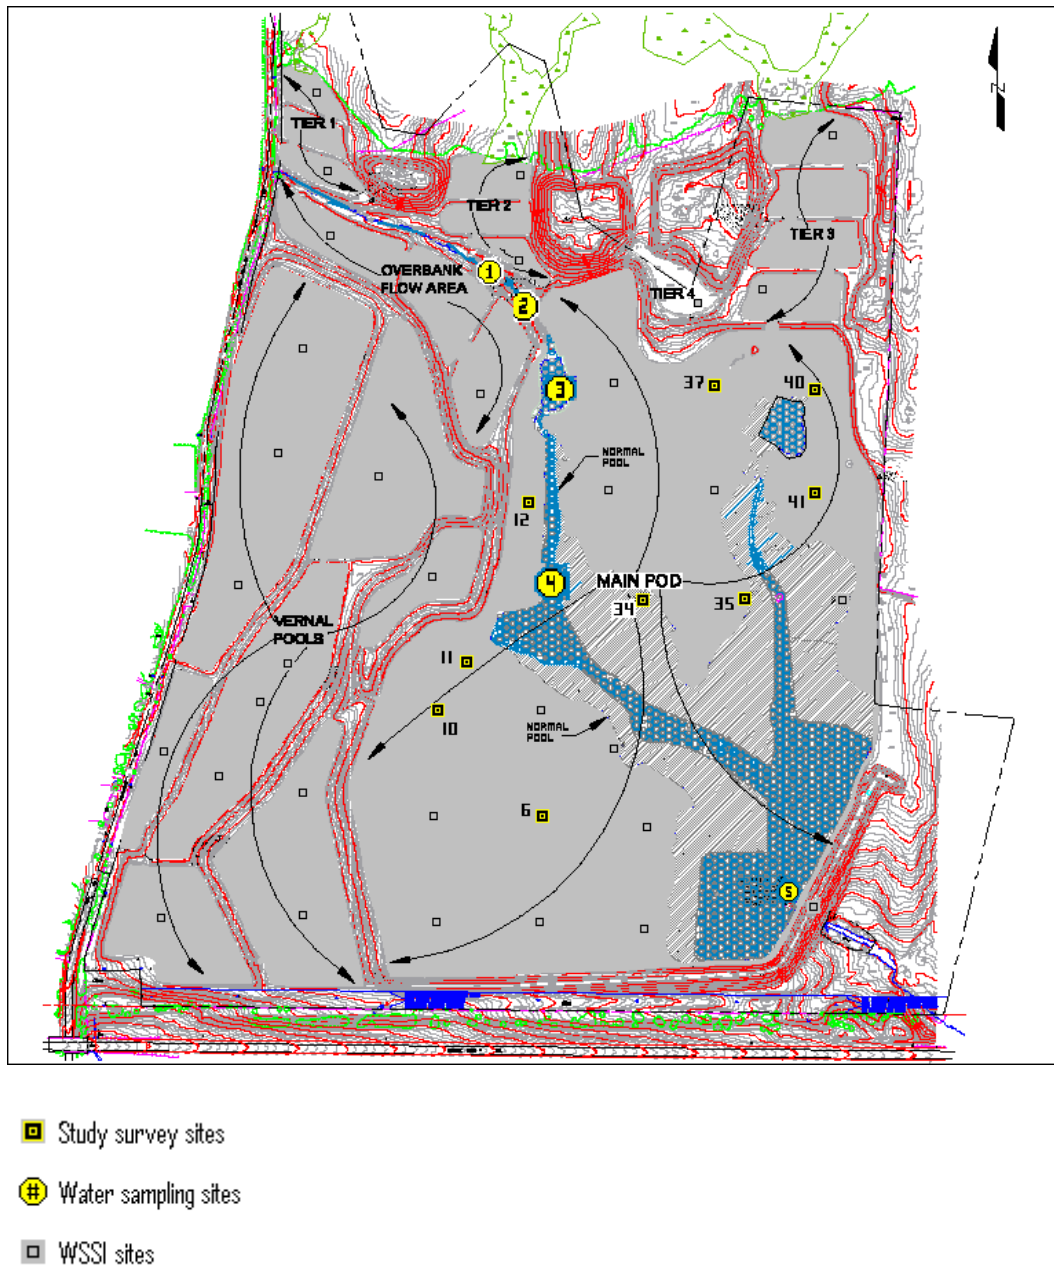 N
TIER 1
TIER 2
TIER 3
OVERBANK
FLOW AREA
1
2
TIER 4
3
37
40
NORMAL
POOL
12
41
4
MAIN POD
34
35
VERNAL
POOLS
11
10
NORMAL
POOL
6
5
Study survey sites
# Water sampling sites
WSSI sites